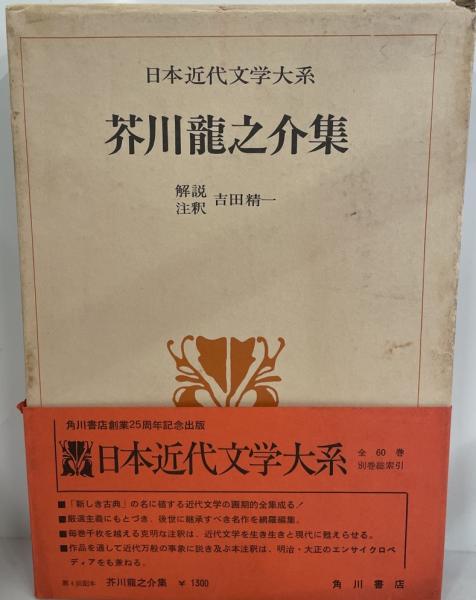 日本近代文学大系
芥川龍之介集
解説
注釈
吉田精一
角川書店創業25周年記念出版
日本近代文学大系
全60巻
別巻総索引
■「新しき古典」の名に値する近代文学の画期的全集成る!
■厳選主義にもとづき、後世に継承すべき名作を網羅編集。
■毎巻千枚を越える克明な注釈は、近代文学を生き生きと現代に甦えらせる。
■作品を通して近代万般の事象に説き及ぶ本注釈は、明治・大正のエンサイクロペ
ディアをも兼ねる。
第4回配本 芥川龍之介集 ¥ 1300 角川書店